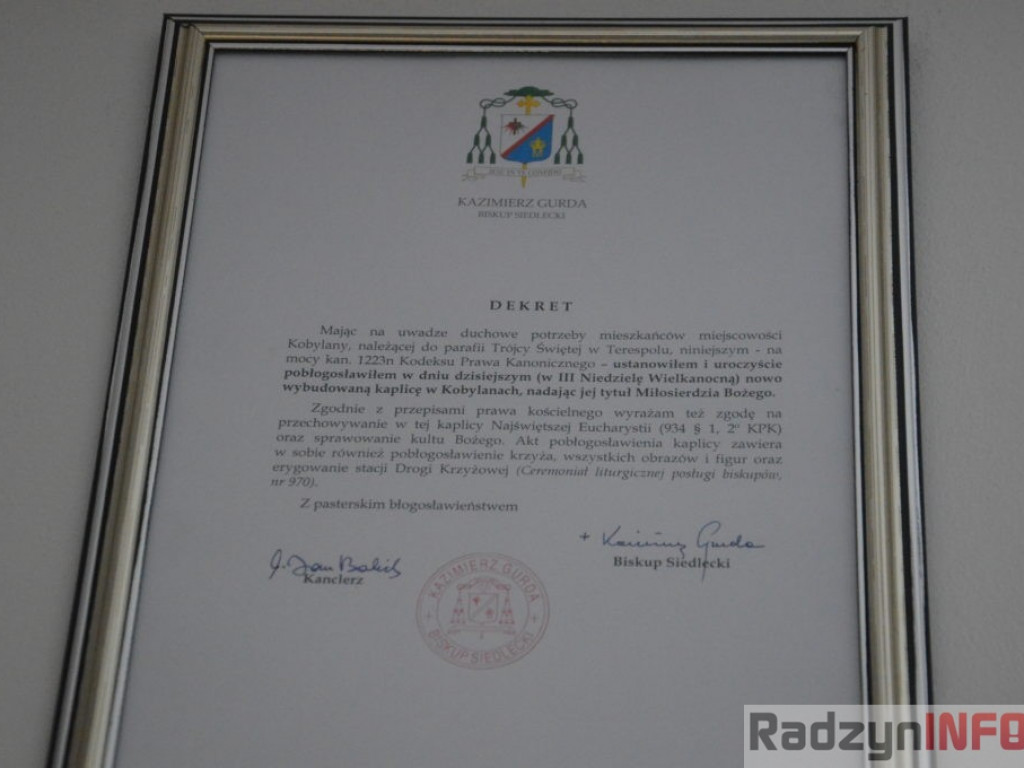 KAZIMIERZ GURDA
BISKUP SIEDLECKI
DEKRET
Mając na uwadze duchowe potrzeby mieszkańców miejscowości
Kobylany, należącej do parafii Trójcy Świętej w Terespolu, niniejszym - na
mocy kan. 1223n Kodeksu Prawa Kanonicznego – ustanowiłem i uroczyście
pobłogosławiłem w dniu dzisiejszym (w III Niedzielę Wielkanocną) nowo
wybudowaną kaplicę w Kobylanach, nadając jej tytuł Miłosierdzia Bożego.
Zgodnie z przepisami prawa kościelnego wyrażam też zgodę na
przechowywanie w tej kaplicy Najświętszej Eucharystii (934 § 1, 2º KPK)
oraz sprawowanie kultu Bożego. Akt pobłogosławienia kaplicy zawiera
w sobie również pobłogosławienie krzyża, wszystkich obrazów i figur oraz
erygowanie stacji Drogi Krzyżowej (Ceremoniał liturgicznej posługi biskupów,
nr 970).
Z pasterskim błogosławieństwem
+ Kazimierz Gurda
Biskup Siedlecki
Kanclerz
KAZIMIERZ GURDA
BISKUP SIEDLECKI
RadzynINFO